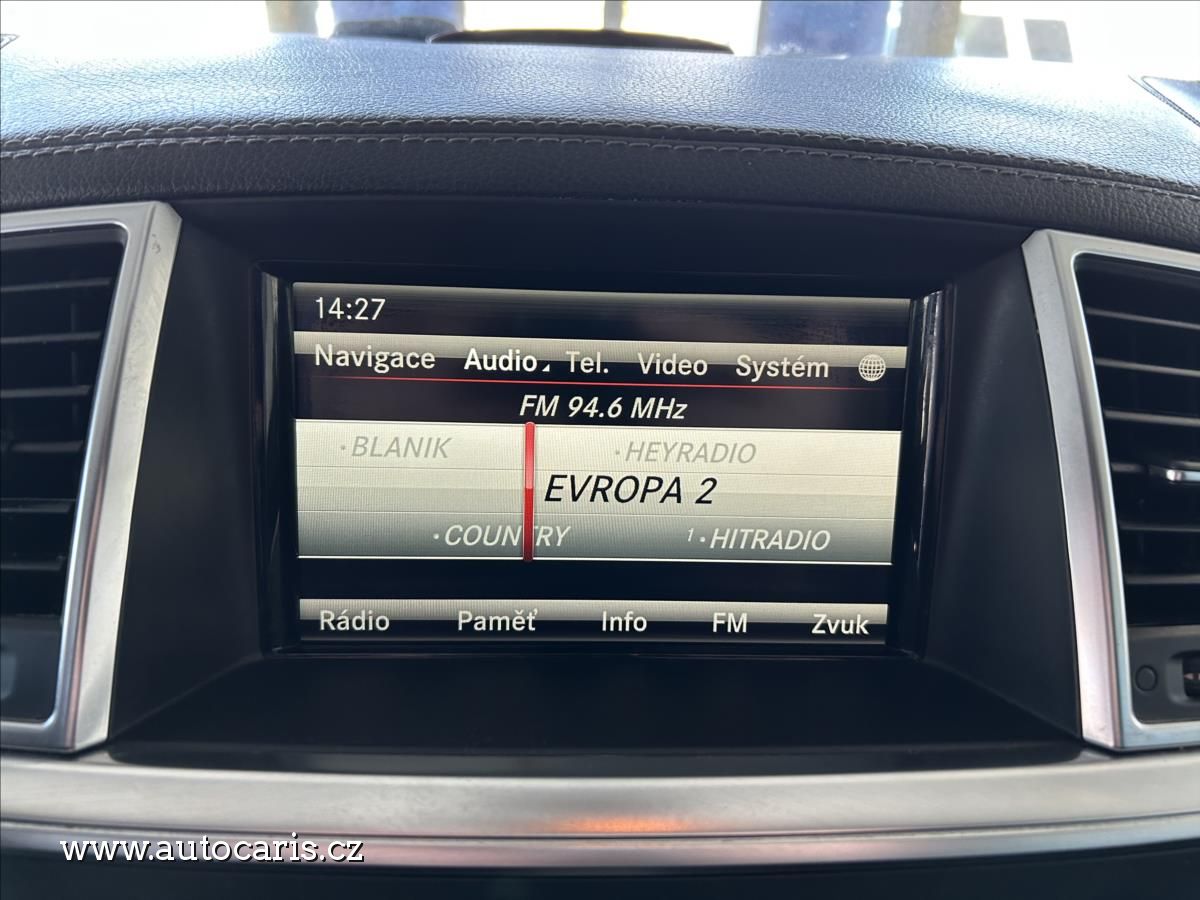 14:27
Navigace Audio Tel. Video Systém
FM 94.6 MHz
·BLANIK ·HEYRADIO
EVROPA 2
·COUNTRY 1·HITRADIO
Rádio Paměť Info FM Zvuk
www.autocaris.cz